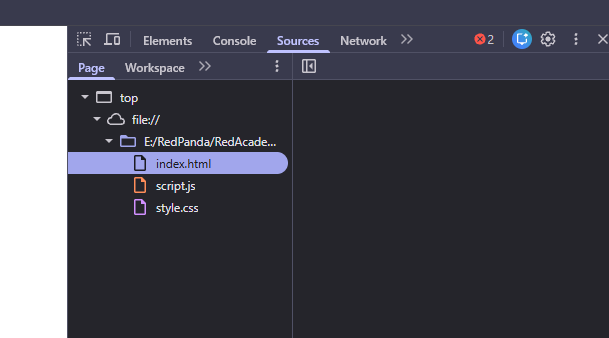 Elements Console Sources Network 2
Page Workspace
top
file://
E:/RedPanda/RedAcade...
index.html
script.js
style.css